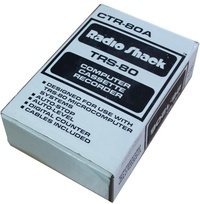 CTR-80A
Radio Shack
TRS-80
COMPUTER
CASSETTE
RECORDER
• DESIGNED FOR USE WITH
TRS-80 MICROCOMPUTER
SYSTEMS
• AUTO-STOP
• AUTO-LEVEL
• DIGITAL COUNTER
• CABLES INCLUDED